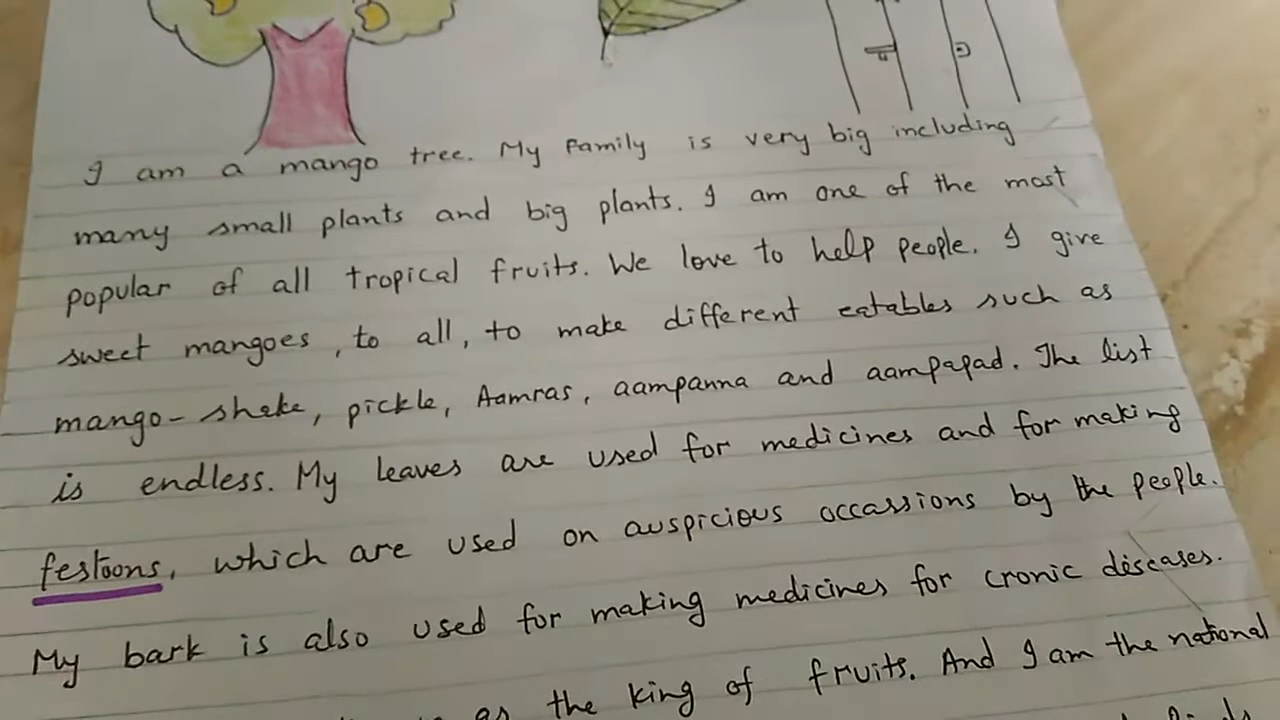 I am a mango tree. My family is very big including
many small plants and big plants. I am one of the most
popular of all tropical fruits. We love to help people. I give
sweet mangoes, to all, to make different eatables such as
mango-shake, pickle, Aamras, aampanna and aampapad. The list
is endless. My leaves are used for medicines and for making
festoons, which are used on auspicious occassions by the people.
My bark is also used for making medicines for cronic diseases.
as the king of fruits. And I am the national